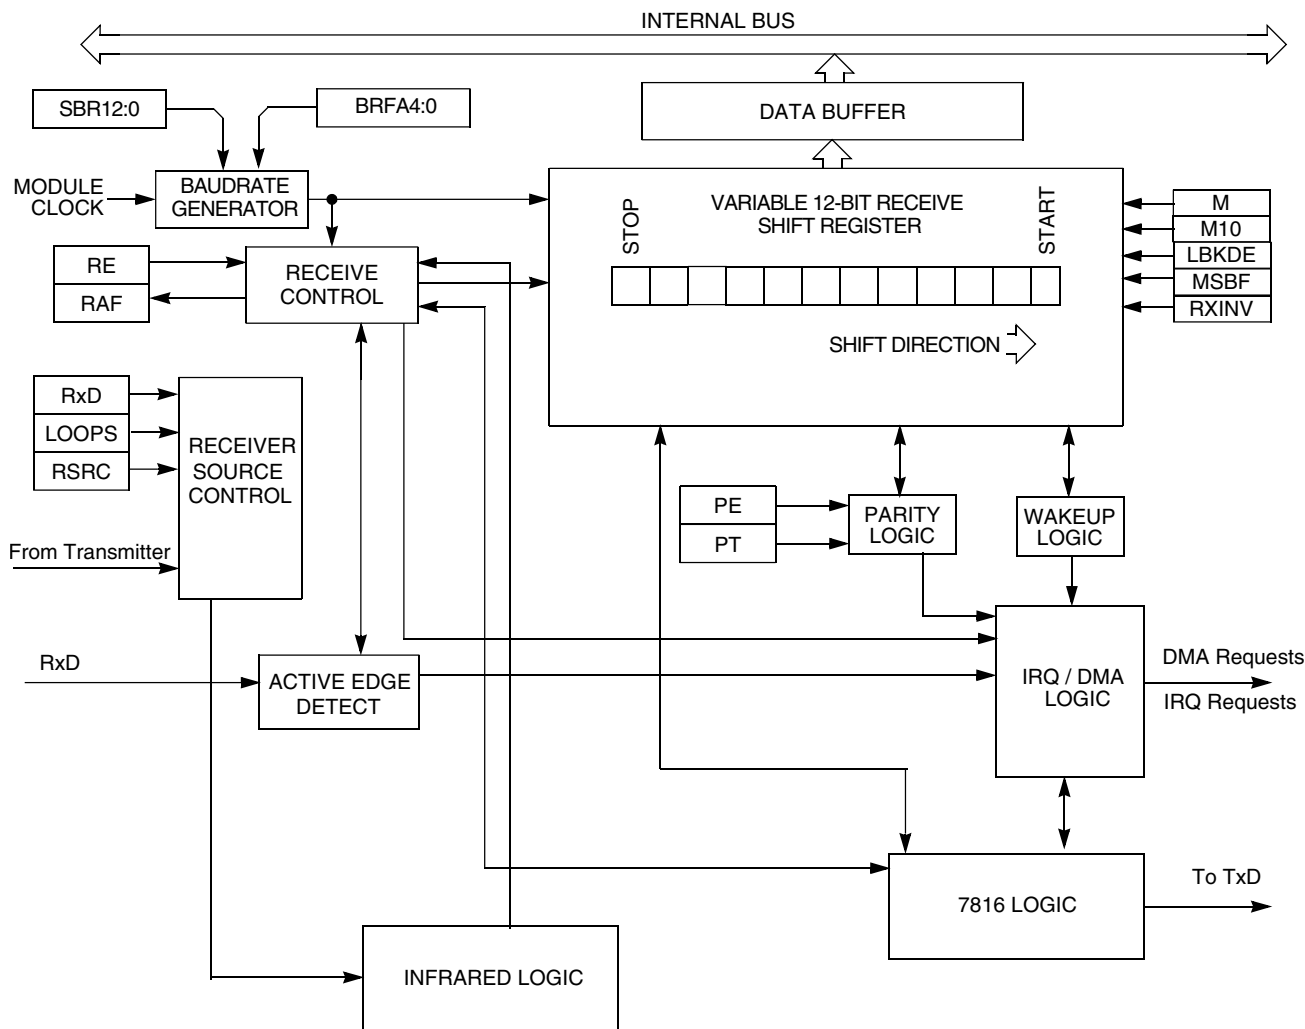 INTERNAL BUS
SBR12:0
BRFA4:0
DATA BUFFER
MODULE
CLOCK
BAUDRATE
GENERATOR
VARIABLE 12-BIT RECEIVE
SHIFT REGISTER
STOP
START
M
M10
LBKDE
MSBF
RXINV
RE
RAF
RECEIVE
CONTROL
SHIFT DIRECTION
RxD
LOOPS
RSRC
RECEIVER
SOURCE
CONTROL
From Transmitter
PE
PT
PARITY
LOGIC
WAKEUP
LOGIC
RxD
ACTIVE EDGE
DETECT
IRQ / DMA
LOGIC
DMA Requests
IRQ Requests
7816 LOGIC
To TxD
INFRARED LOGIC